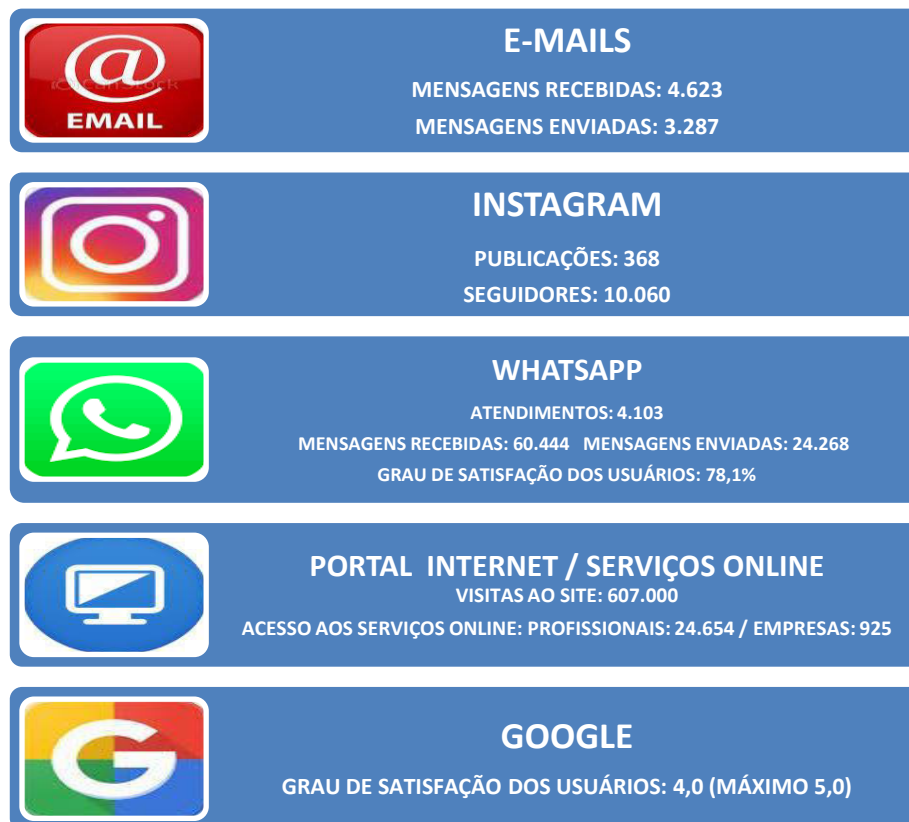 @
EMAIL
E-MAILS
MENSAGENS RECEBIDAS: 4.623
MENSAGENS ENVIADAS: 3.287
INSTAGRAM
PUBLICAÇÕES: 368
SEGUIDORES: 10.060
WHATSAPP
ATENDIMENTOS: 4.103
MENSAGENS RECEBIDAS: 60.444 MENSAGENS ENVIADAS: 24.268
GRAU DE SATISFAÇÃO DOS USUÁRIOS: 78,1%
PORTAL INTERNET / SERVIÇOS ONLINE
VISITAS AO SITE: 607.000
ACESSO AOS SERVIÇOS ONLINE: PROFISSIONAIS: 24.654 / EMPRESAS: 925
G
GOOGLE
GRAU DE SATISFAÇÃO DOS USUÁRIOS: 4,0 (MÁXIMO 5,0)